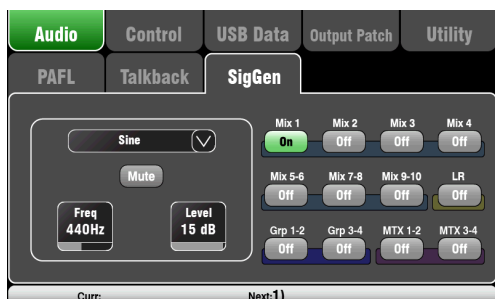 Audio Control USB Data Output Patch Utility
PAFL Talkback SigGen
Mix 1 Mix 2 Mix 3 Mix 4
Sine On Off Off Off
Mute
Mix 5-6 Mix 7-8 Mix 9-10 LR
Off Off Off Off
Freq Level
440Hz 15 dB
Grp 1-2 Grp 3-4 MTX 1-2 MTX 3-4
Off Off Off Off
Curr: Next:1)